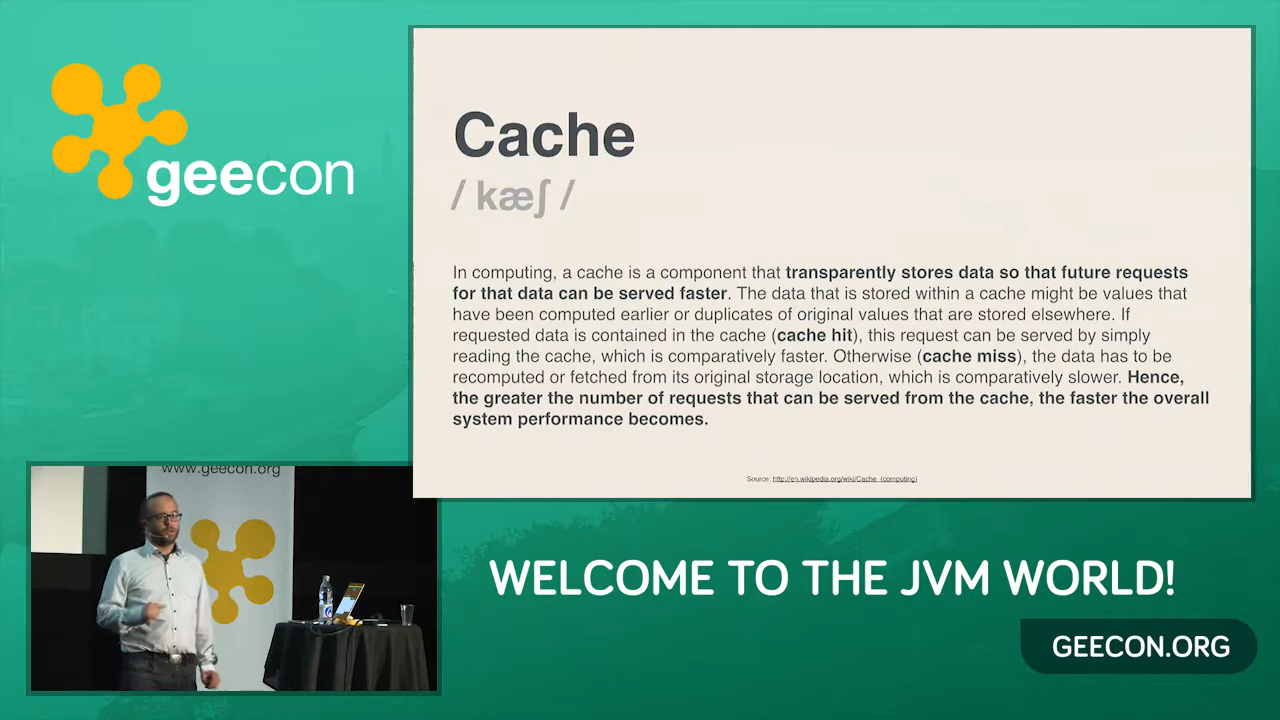 geecon
Cache
/ kæʃ /
In computing, a cache is a component that transparently stores data so that future requests
for that data can be served faster. The data that is stored within a cache might be values that
have been computed earlier or duplicates of original values that are stored elsewhere. If
requested data is contained in the cache (cache hit), this request can be served by simply
reading the cache, which is comparatively faster. Otherwise (cache miss), the data has to be
recomputed or fetched from its original storage location, which is comparatively slower. Hence,
the greater the number of requests that can be served from the cache, the faster the overall
system performance becomes.
Source: http://en.wikipedia.org/wiki/Cache_(computing)
www.geecon.org
WELCOME TO THE JVM WORLD!
GEECON.ORG